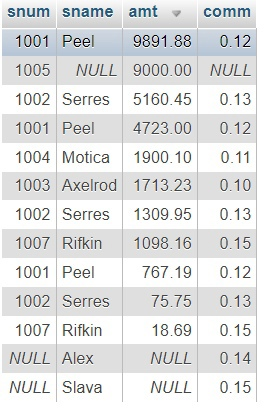 snum sname amt comm
1001 Peel 9891.88 0.12
1005 NULL 9000.00 NULL
1002 Serres 5160.45 0.13
1001 Peel 4723.00 0.12
1004 Motica 1900.10 0.11
1003 Axelrod 1713.23 0.10
1002 Serres 1309.95 0.13
1007 Rifkin 1098.16 0.15
1001 Peel 767.19 0.12
1002 Serres 75.75 0.13
1007 Rifkin 18.69 0.15
NULL Alex NULL 0.14
NULL Slava NULL 0.15